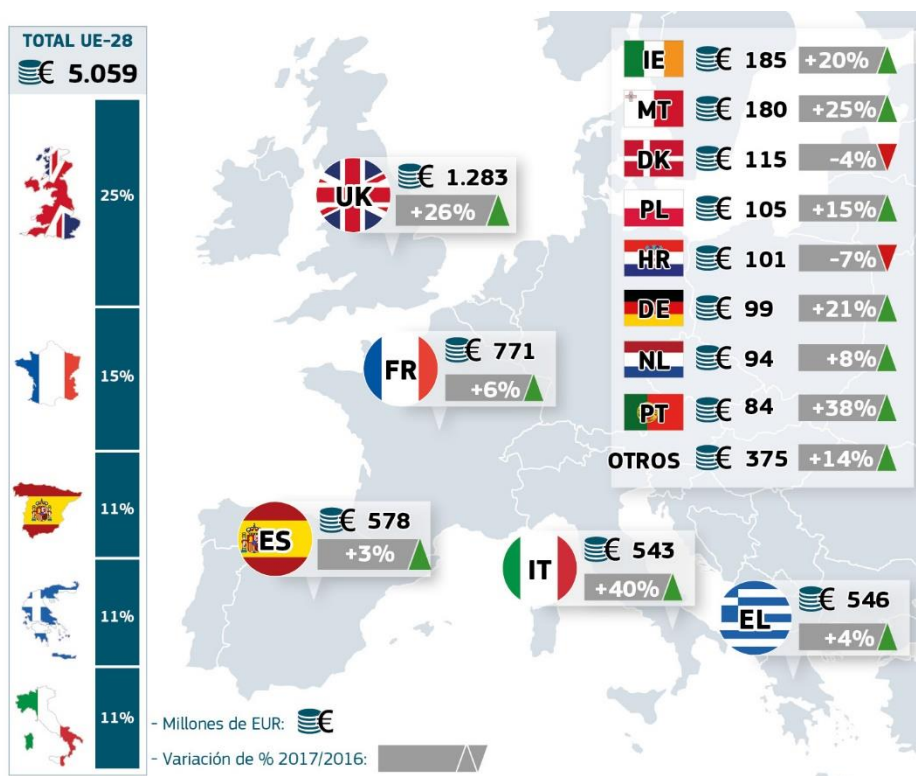 TOTAL UE-28
€ 5.059
25%
15%
11%
11%
11%
UK
€ 1.283
+26%
FR
€ 771
+6%
ES
€ 578
+3%
IT
€ 543
+40%
EL
€ 546
+4%
IE € 185 +20%
MT € 180 +25%
DK € 115 -4%
PL € 105 +15%
HR € 101 -7%
DE € 99 +21%
NL € 94 +8%
PT € 84 +38%
OTROS € 375 +14%
- Millones de EUR: €
- Variación de % 2017/2016: